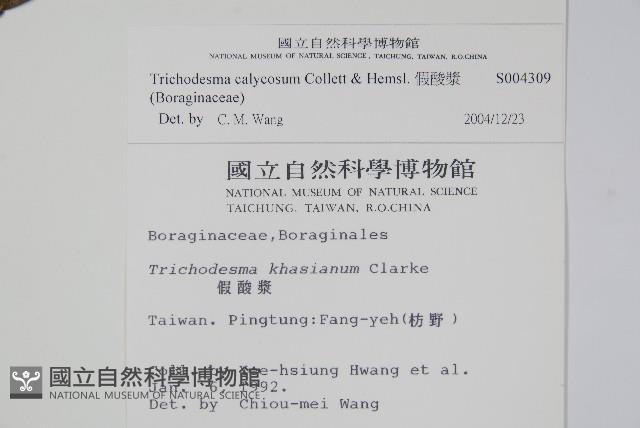 國立自然科學博物館
NATIONAL MUSEUM OF NATURAL SCIENCE, TAICHUNG, TAIWAN, R.O.CHINA
Trichodesma calycosum Collett & Hemsl. 假酸漿 S004309
(Boraginaceae)
Det. by C. M. Wang 2004/12/23
國立自然科學博物館
NATIONAL MUSEUM OF NATURAL SCIENCE
TAICHUNG, TAIWAN, R.O.CHINA
Boraginaceae,Boraginales
Trichodesma khasianum Clarke
假酸漿
Taiwan. Pingtung:Fang-yeh(枋野)
Coll. by -hsiung Hwang et al.
Jan. 6, 1992.
Det. by Chiou-mei Wang
國立自然科學博物館
NATIONAL MUSEUM OF NATURAL SCIENCE